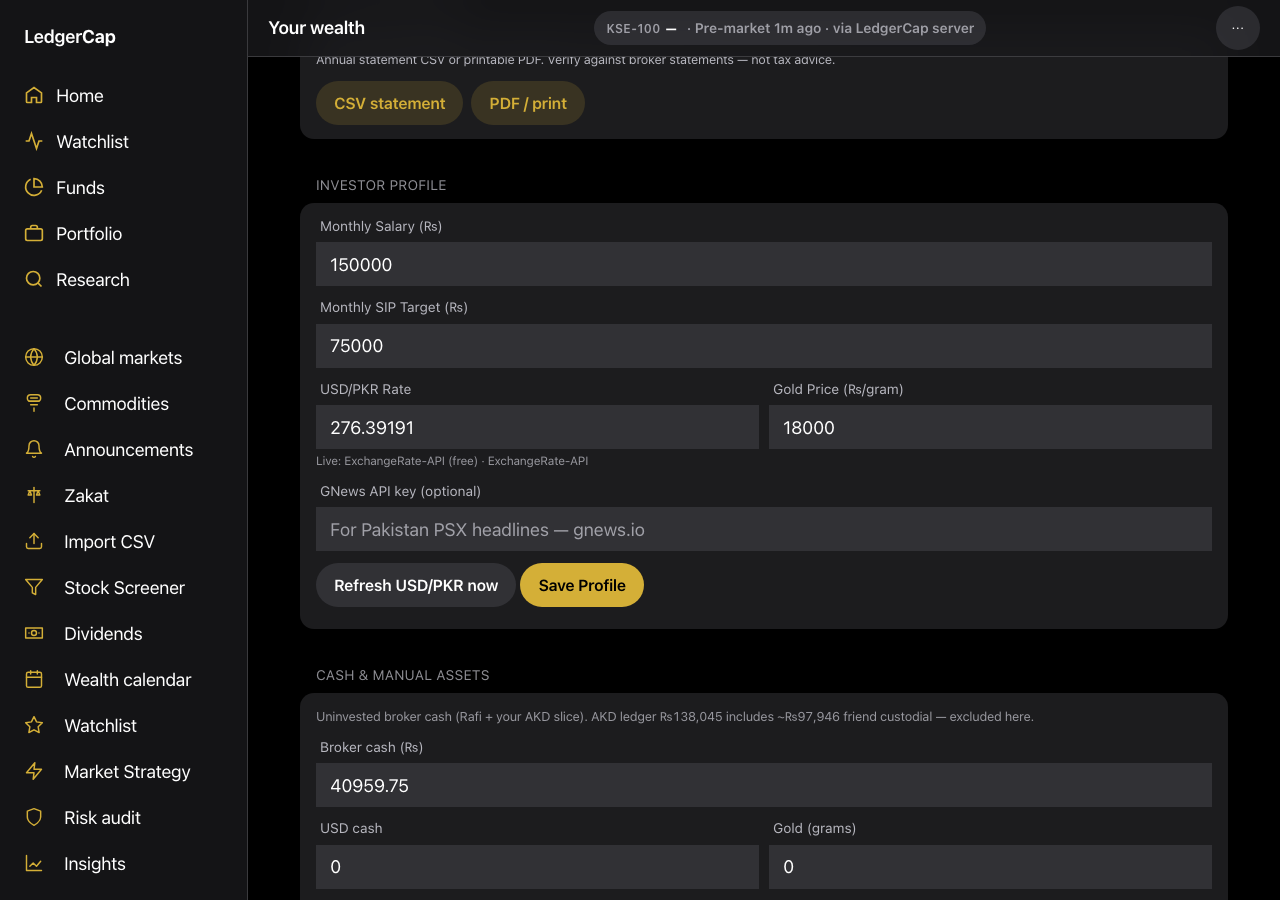 LedgerCap
Home
Watchlist
Funds
Portfolio
Research
Global markets
Commodities
Announcements
Zakat
Import CSV
Stock Screener
Dividends
Wealth calendar
Watchlist
Market Strategy
Risk audit
Insights
Your wealth
KSE-100 — · Pre-market 1m ago · via LedgerCap server
...
Annual statement CSV or printable PDF. Verify against broker statements — not tax advice.
CSV statement
PDF / print
INVESTOR PROFILE
Monthly Salary (₨)
150000
Monthly SIP Target (₨)
75000
USD/PKR Rate
Gold Price (₨/gram)
276.39191
18000
Live: ExchangeRate-API (free) · ExchangeRate-API
GNews API key (optional)
For Pakistan PSX headlines — gnews.io
Refresh USD/PKR now
Save Profile
CASH & MANUAL ASSETS
Uninvested broker cash (Rafi + your AKD slice). AKD ledger ₨138,045 includes ~₨97,946 friend custodial — excluded here.
Broker cash (₨)
40959.75
USD cash
Gold (grams)
0
0